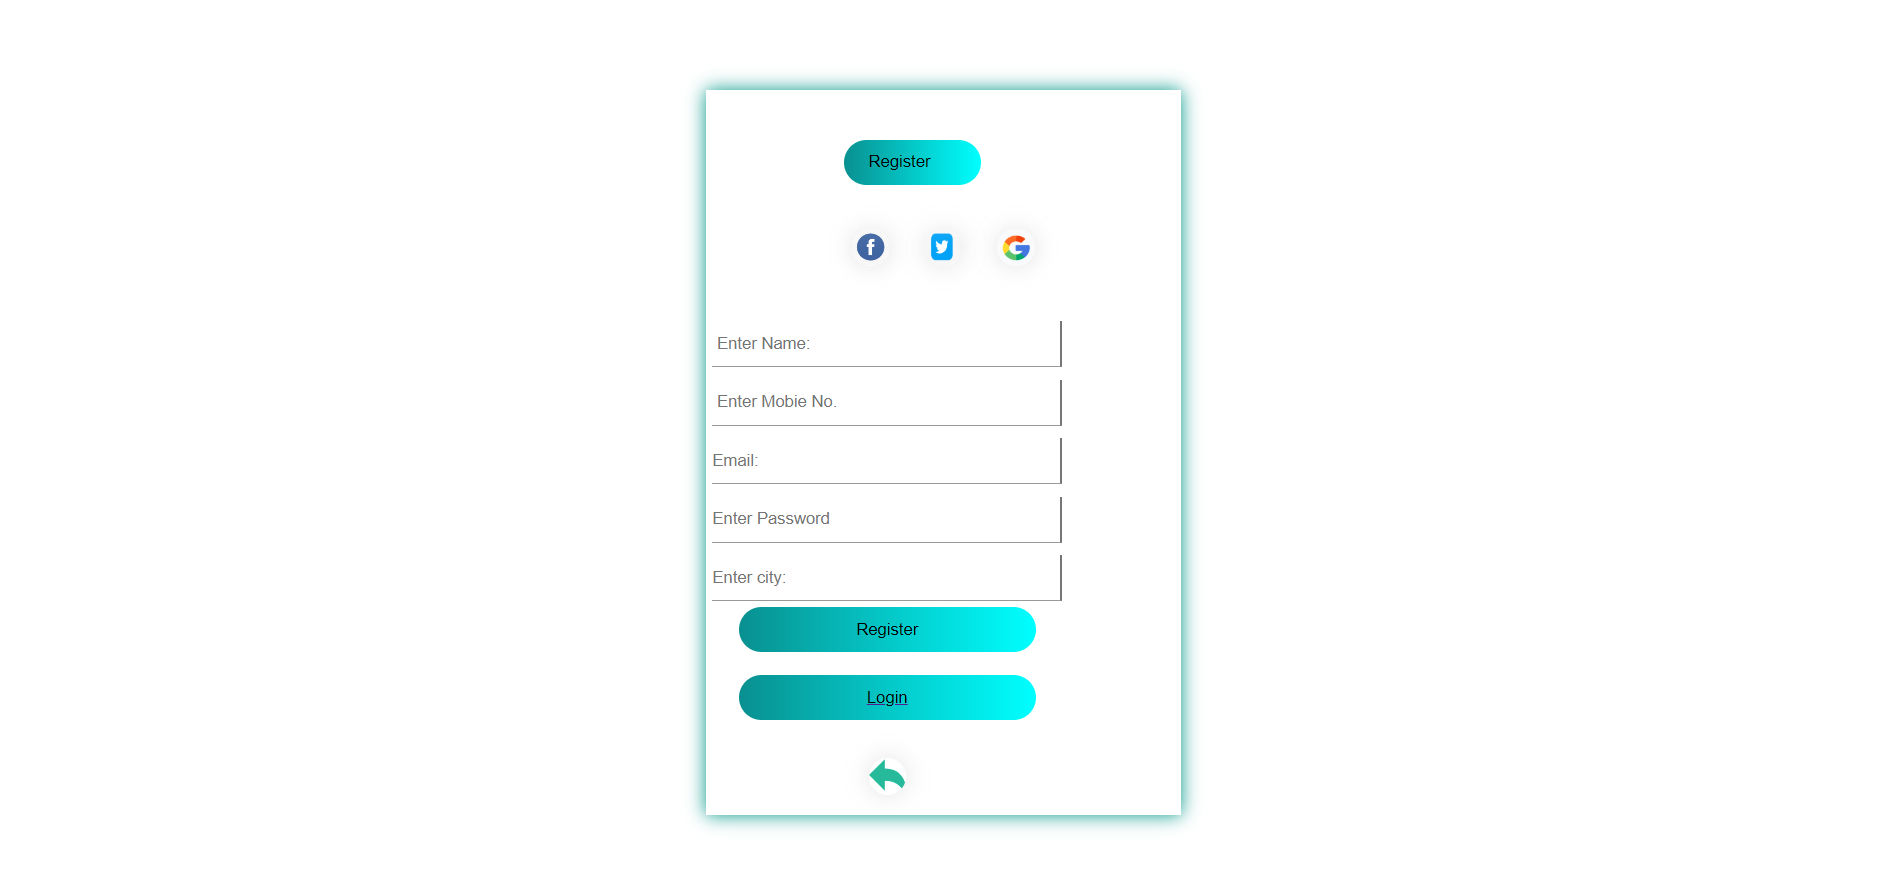 Register
Enter Name:
Enter Mobie No.
Email:
Enter Password
Enter city:
Register
Login